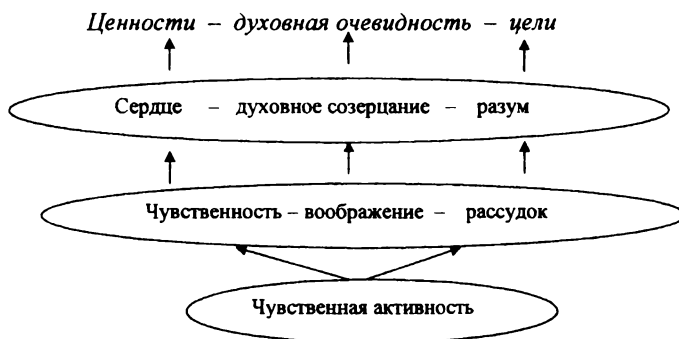 Ценности – духовная очевидность – цели
Сердце – духовное созерцание – разум
Чувственность – воображение – рассудок
Чувственная активность